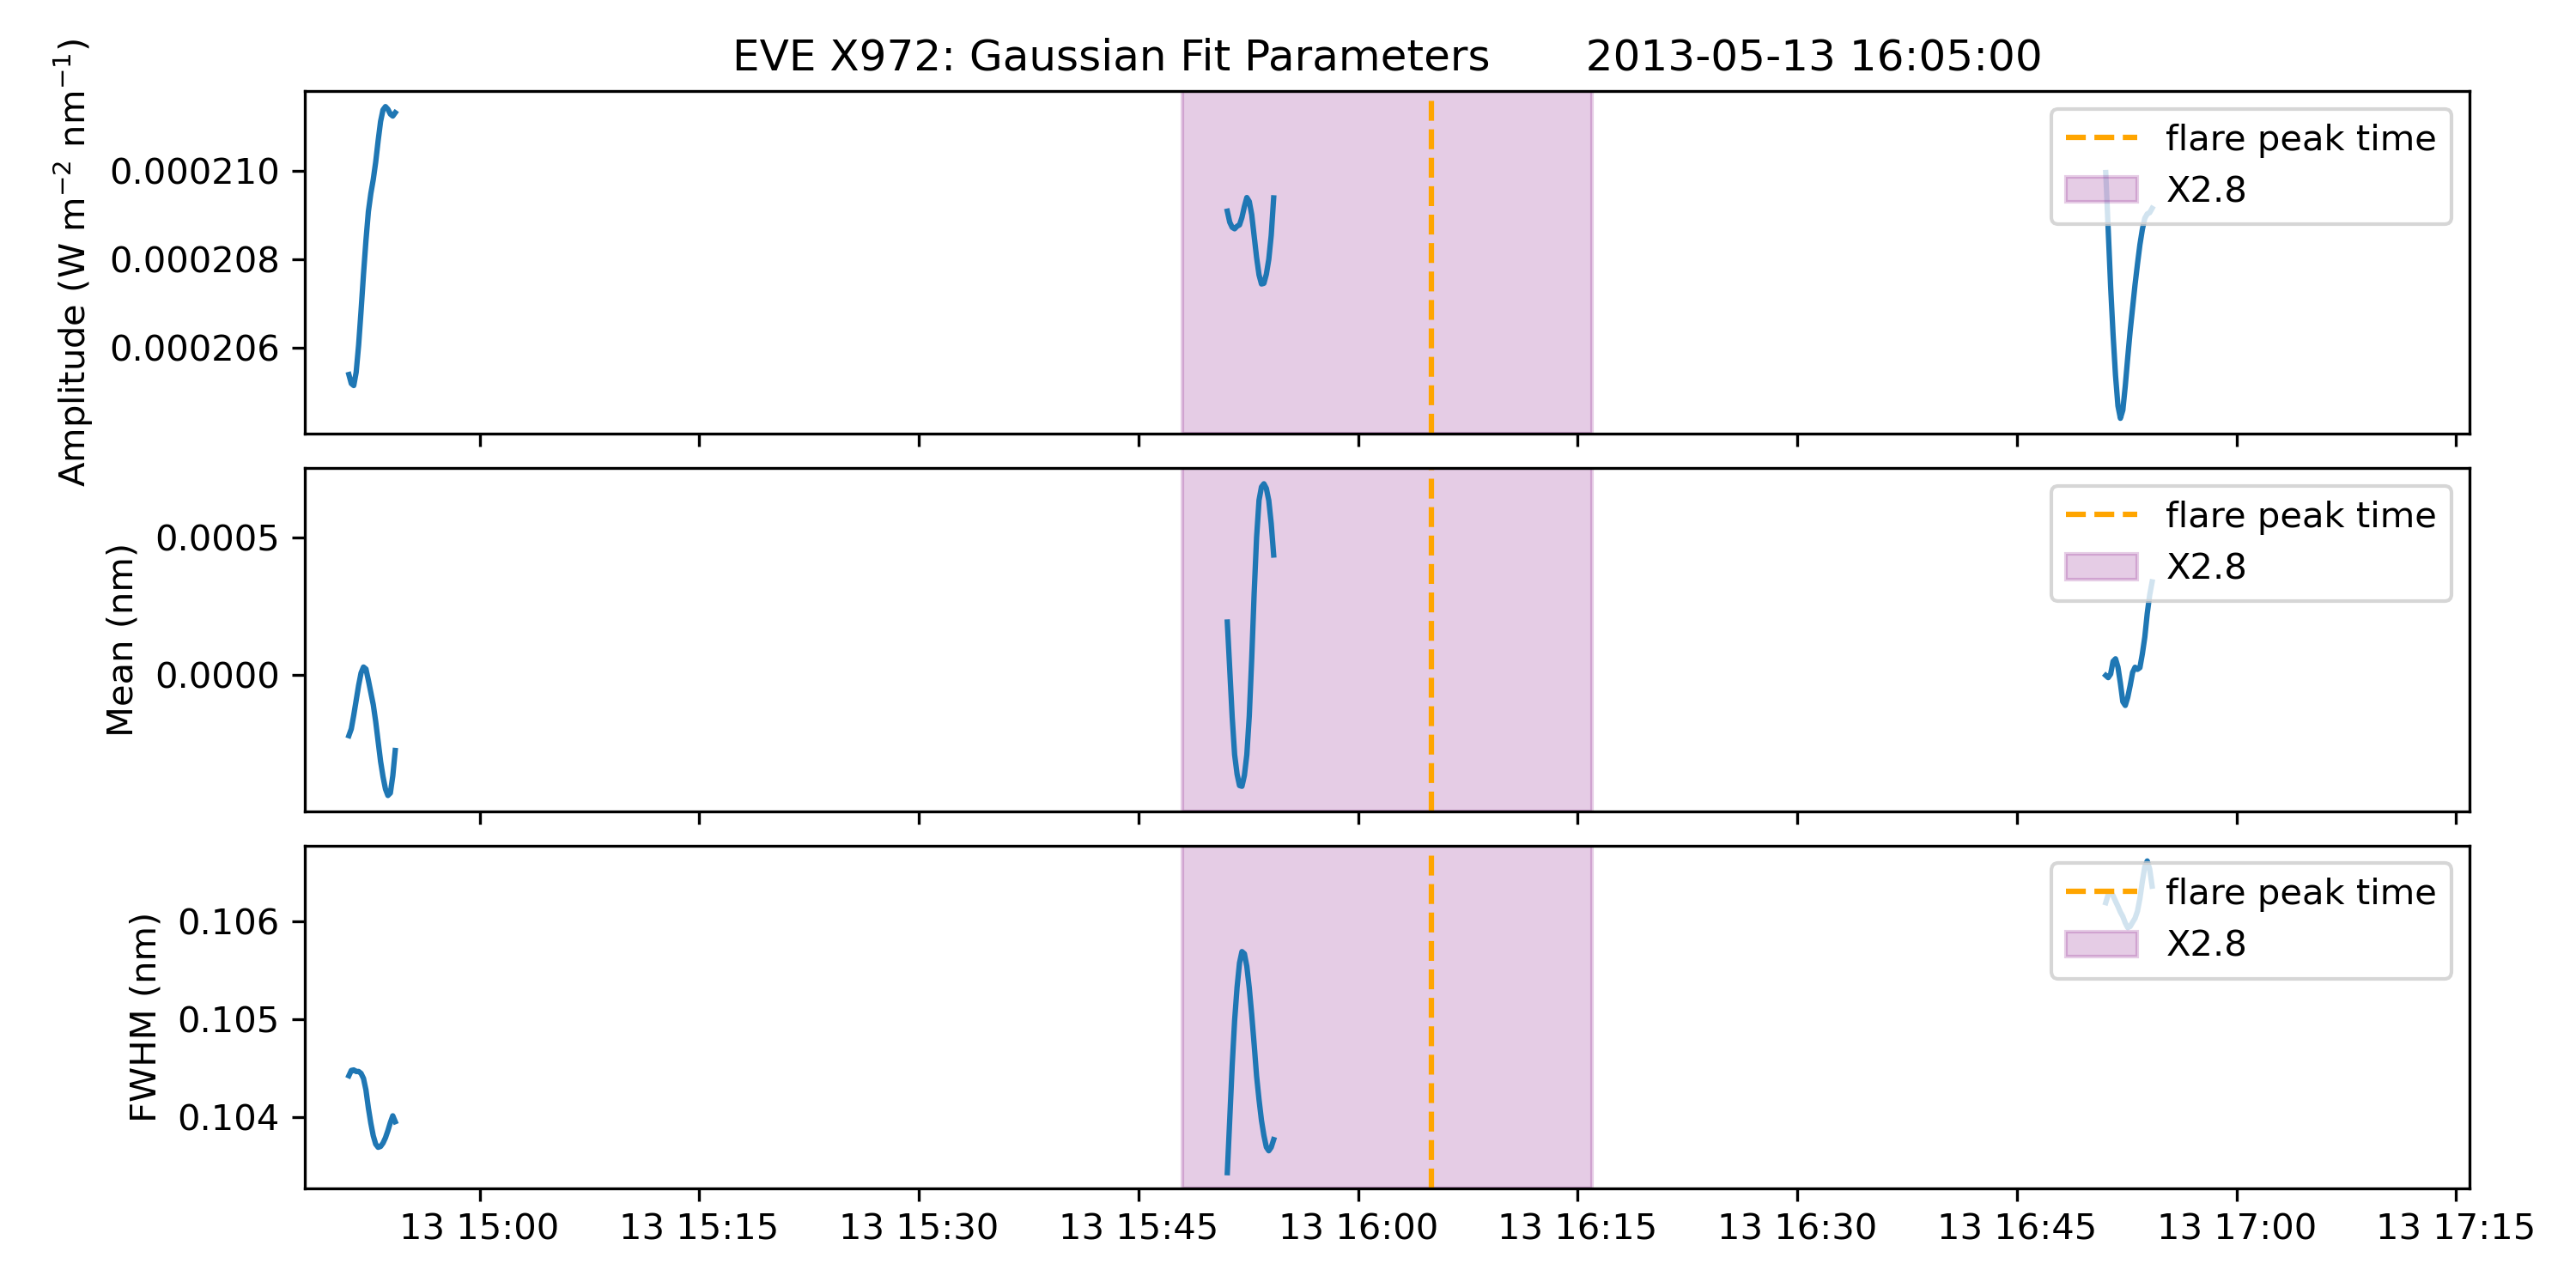 EVE X972: Gaussian Fit Parameters 2013-05-13 16:05:00
Amplitude (W m⁻² nm⁻¹)
0.000210
0.000208
0.000206
flare peak time
X2.8
Mean (nm)
0.0005
0.0000
flare peak time
X2.8
FWHM (nm)
0.106
0.105
0.104
flare peak time
X2.8
13 15:00 13 15:15 13 15:30 13 15:45 13 16:00 13 16:15 13 16:30 13 16:45 13 17:00 13 17:15